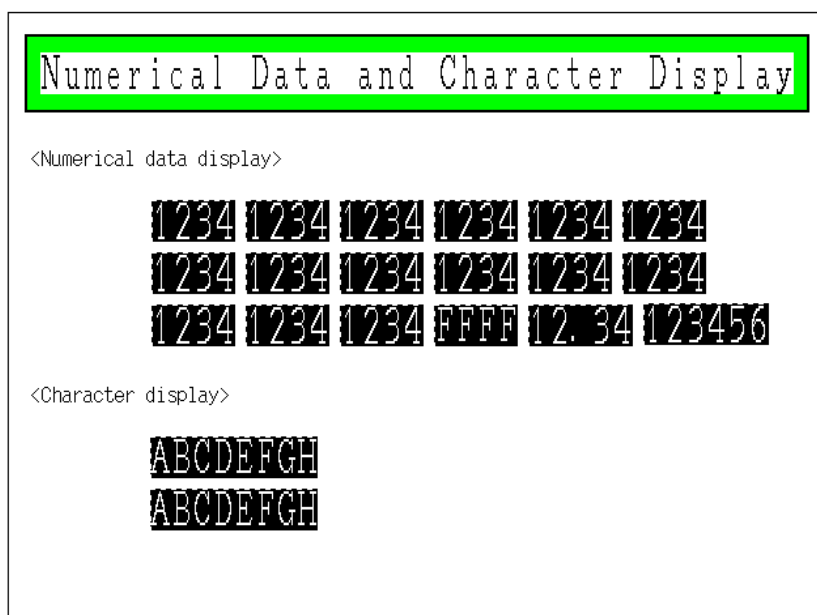 Numerical Data and Character Display
<Numerical data display>
1234 1234 1234 1234 1234 1234
1234 1234 1234 1234 1234 1234
1234 1234 1234 FFFF 12.34 123456
<Character display>
ABCDEFGH
ABCDEFGH